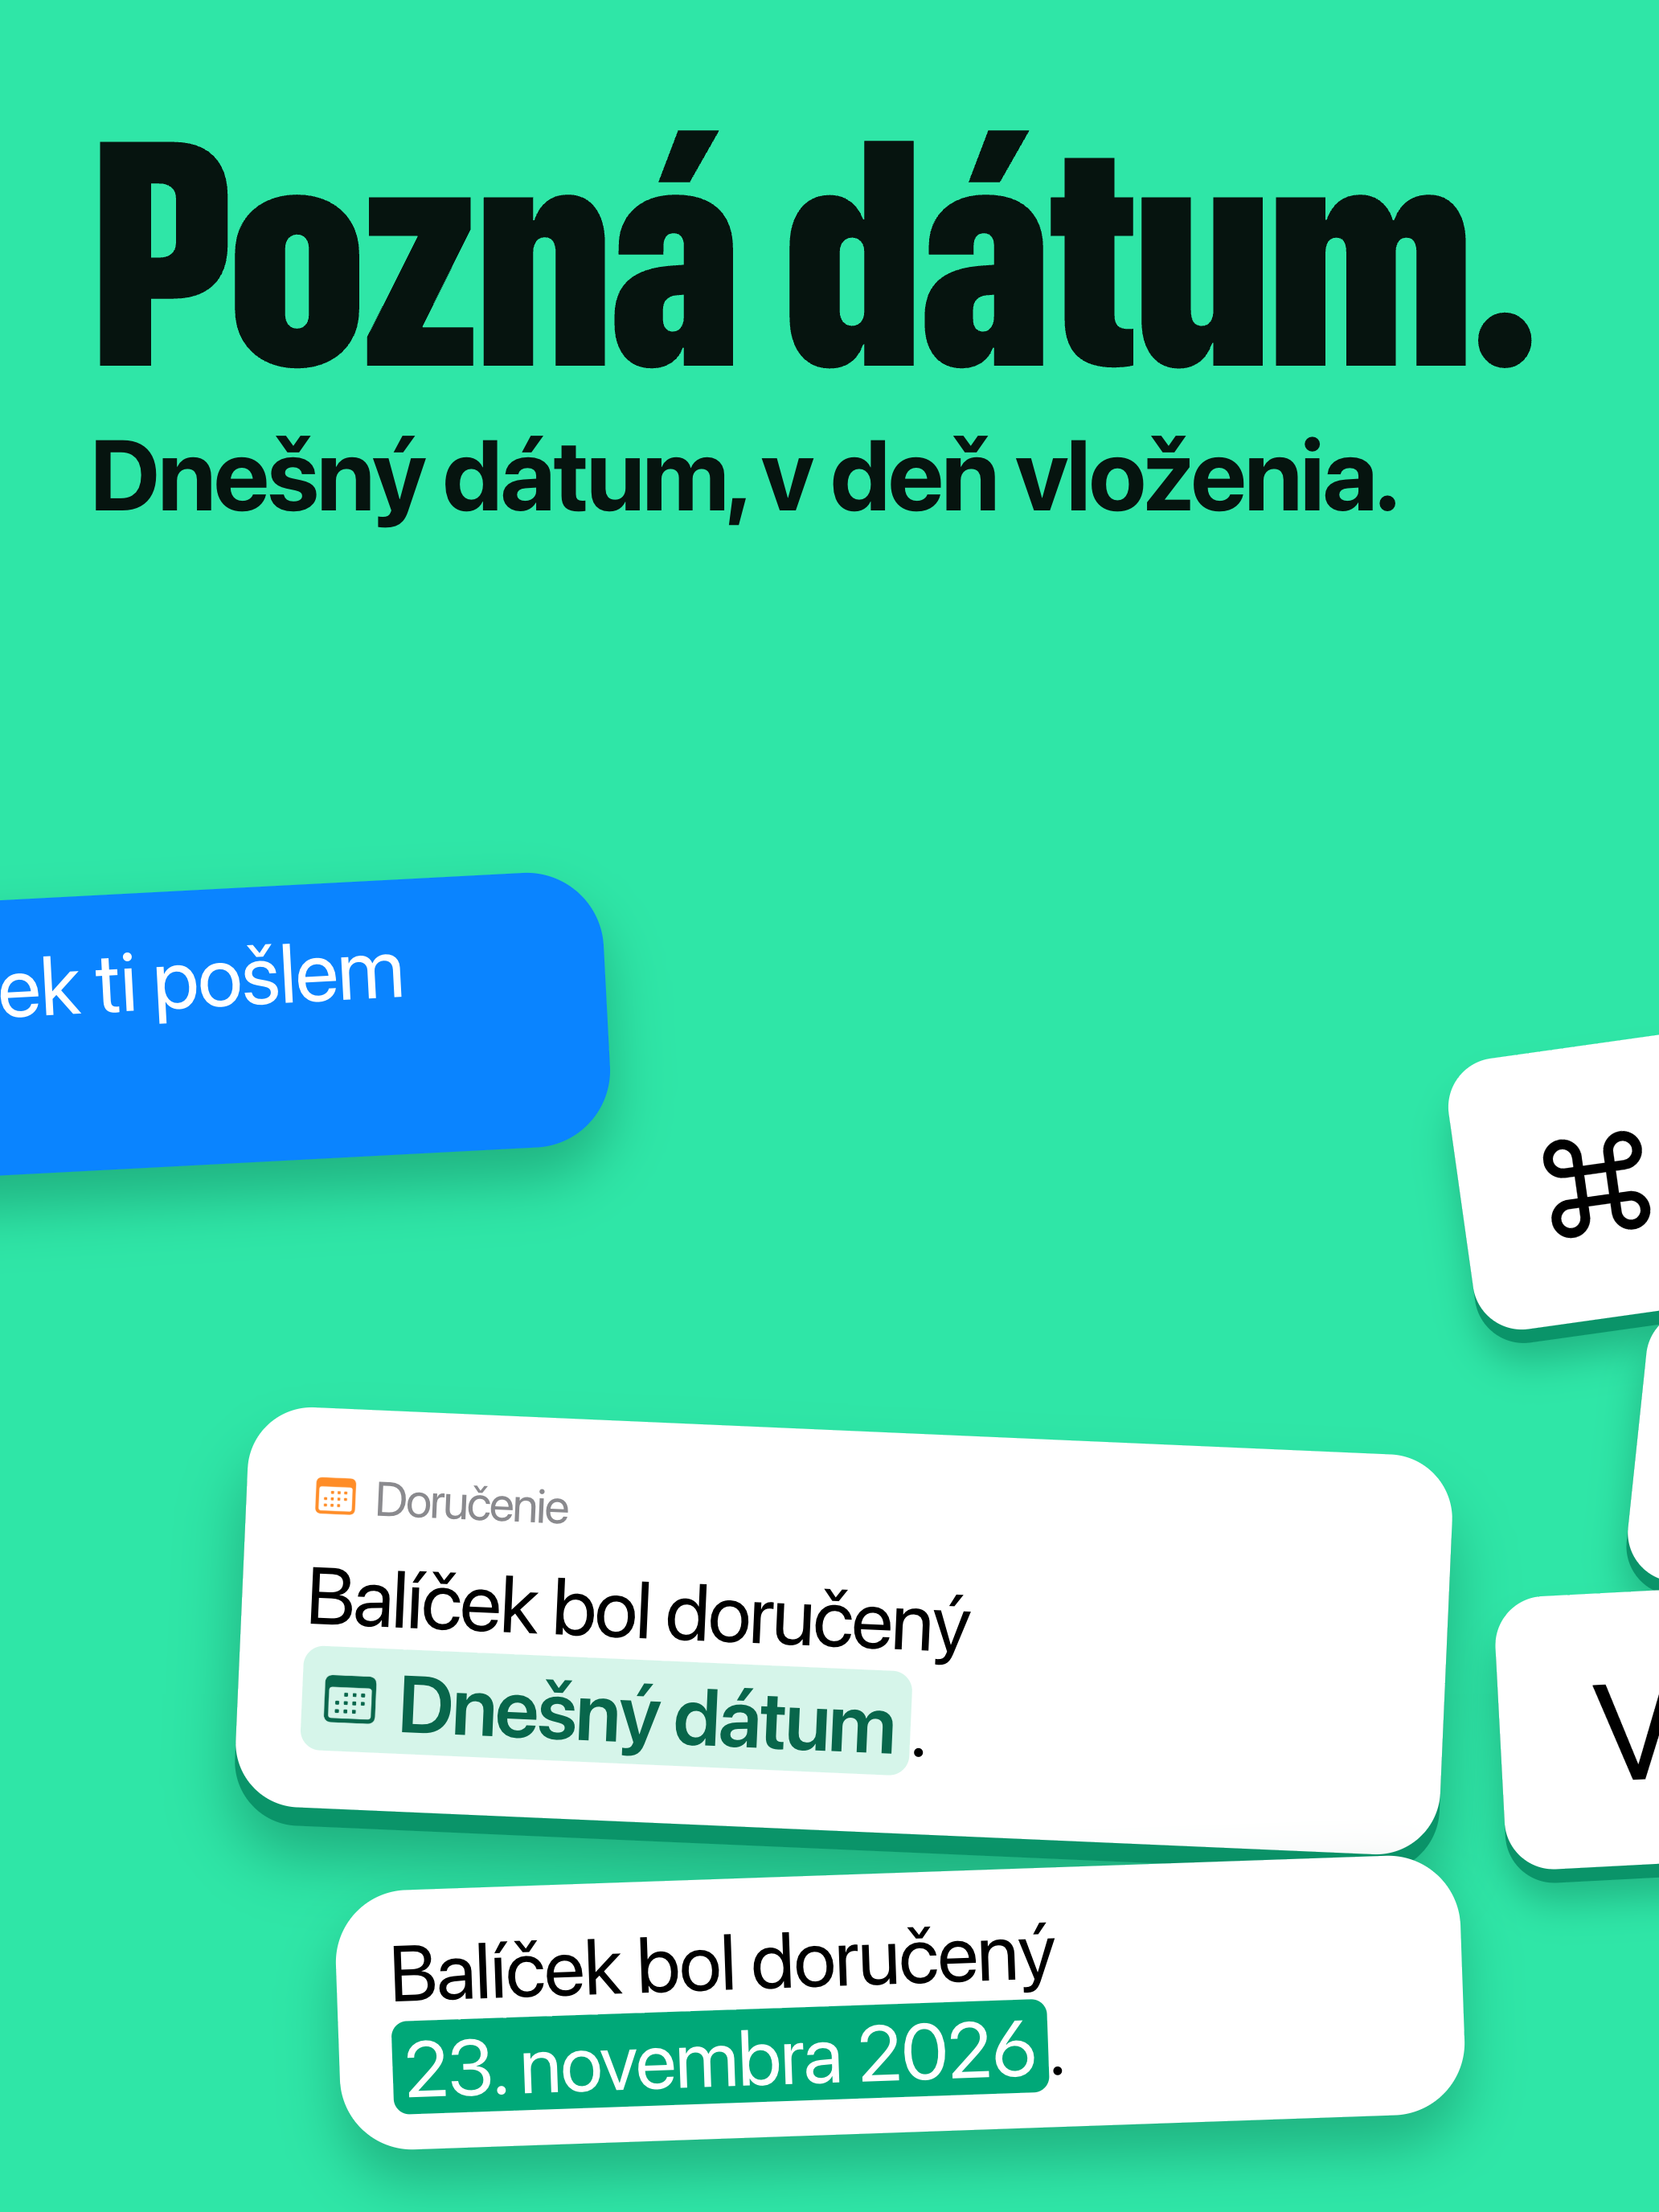 Pozná dátum.
Dnešný dátum, v deň vloženia.
ek ti pošlem
⌘
Doručenie
Balíček bol doručený
Dnešný dátum.
V
Balíček bol doručený
23. novembra 2026.